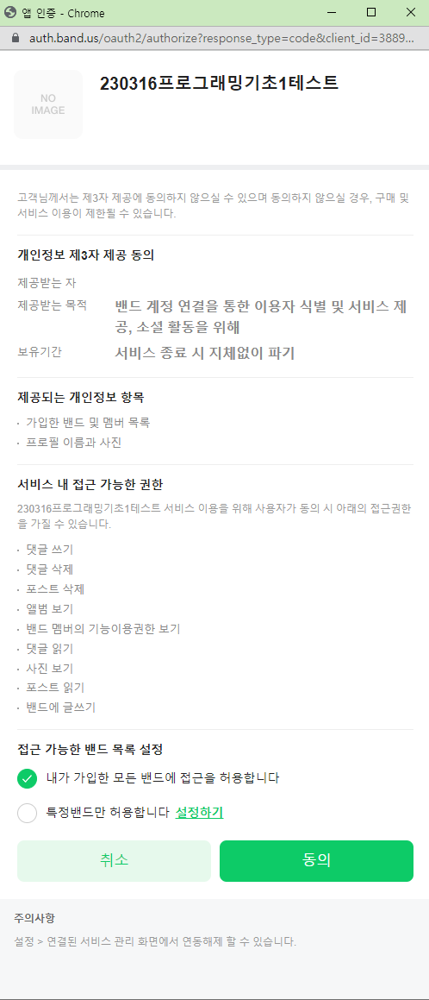 앱 인증 - Chrome
auth.band.us/oauth2/authorize?response_type=code&client_id=3889...
NO
IMAGE
230316프로그래밍기초1테스트
고객님께서는 제3자 제공에 동의하지 않으실 수 있으며 동의하지 않으실 경우, 구매 및
서비스 이용이 제한될 수 있습니다.
개인정보 제3자 제공 동의
제공받는 자
제공받는 목적 밴드 계정 연결을 통한 이용자 식별 및 서비스 제
공, 소셜 활동을 위해
보유기간 서비스 종료 시 지체없이 파기
제공되는 개인정보 항목
· 가입한 밴드 및 멤버 목록
· 프로필 이름과 사진
서비스 내 접근 가능한 권한
230316프로그래밍기초1테스트 서비스 이용을 위해 사용자가 동의 시 아래의 접근권한
을 가질 수 있습니다.
· 댓글 쓰기
· 댓글 삭제
· 포스트 삭제
· 앨범 보기
· 밴드 멤버의 기능이용권한 보기
· 댓글 읽기
· 사진 보기
· 포스트 읽기
· 밴드에 글쓰기
접근 가능한 밴드 목록 설정
내가 가입한 모든 밴드에 접근을 허용합니다
특정밴드만 허용합니다 설정하기
취소
동의
주의사항
설정 > 연결된 서비스 관리 화면에서 연동해제 할 수 있습니다.